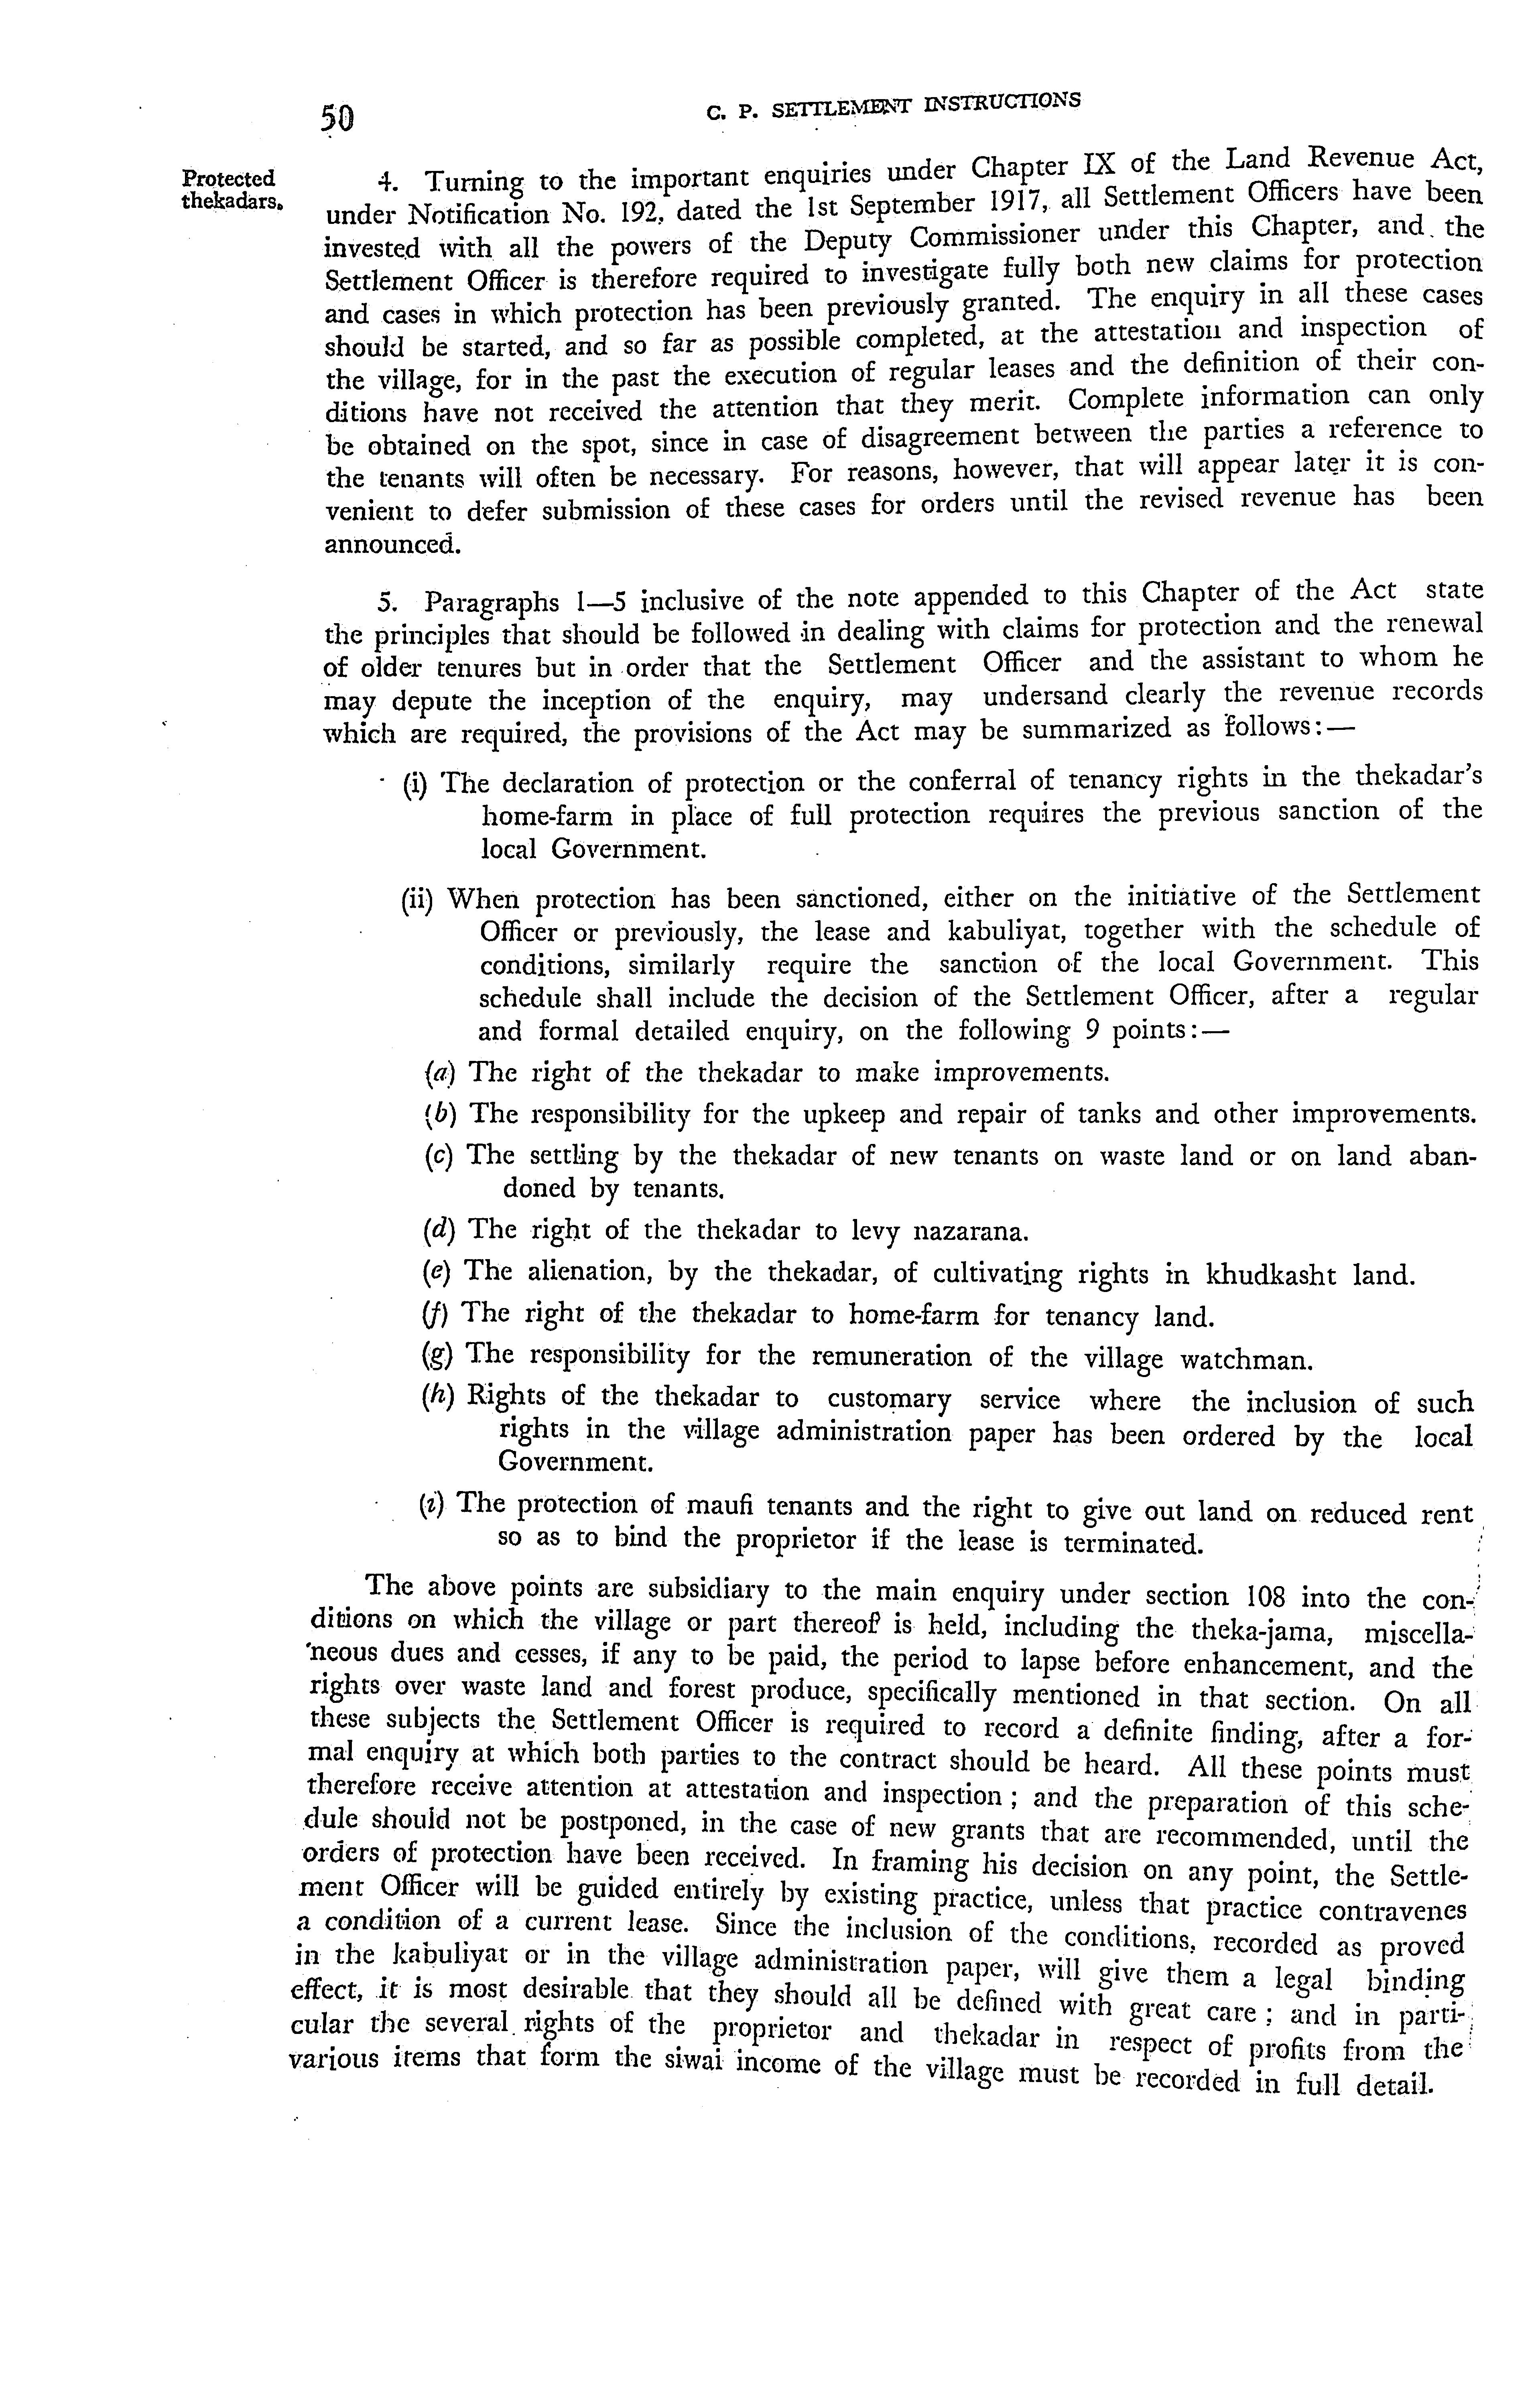 50
C. P. SETTLEMENT INSTRUCTIONS
Protected
thekadars.
4. Turning to the important enquiries under Chapter IX of the Land Revenue Act,
under Notification No. 192, dated the 1st September 1917, all Settlement Officers have been
invested with all the powers of the Deputy Commissioner under this Chapter, and the
Settlement Officer is therefore required to investigate fully both new claims for protection
and cases in which protection has been previously granted. The enquiry in all these cases
should be started, and so far as possible completed, at the attestation and inspection of
the village, for in the past the execution of regular leases and the definition of their con-
ditions have not received the attention that they merit. Complete information can only
be obtained on the spot, since in case of disagreement between the parties a reference to
the tenants will often be necessary. For reasons, however, that will appear later it is con-
venient to defer submission of these cases for orders until the revised revenue has been
announced.
5. Paragraphs 1—5 inclusive of the note appended to this Chapter of the Act state
the principles that should be followed in dealing with claims for protection and the renewal
of older tenures but in order that the Settlement Officer and the assistant to whom he
may depute the inception of the enquiry, may undersand clearly the revenue records
which are required, the provisions of the Act may be summarized as follows:—
(i) The declaration of protection or the conferral of tenancy rights in the thekadar's
home-farm in place of full protection requires the previous sanction of the
local Government.
(ii) When protection has been sanctioned, either on the initiative of the Settlement
Officer or previously, the lease and kabuliyat, together with the schedule of
conditions, similarly require the sanction of the local Government. This
schedule shall include the decision of the Settlement Officer, after a regular
and formal detailed enquiry, on the following 9 points:—
(a) The right of the thekadar to make improvements.
(b) The responsibility for the upkeep and repair of tanks and other improvements.
(c) The settling by the thekadar of new tenants on waste land or on land aban-
doned by tenants.
(d) The right of the thekadar to levy nazarana.
(e) The alienation, by the thekadar, of cultivating rights in khudkasht land.
(f) The right of the thekadar to home-farm for tenancy land.
(g) The responsibility for the remuneration of the village watchman.
(h) Rights of the thekadar to customary service where the inclusion of such
rights in the village administration paper has been ordered by the local
Government.
(i) The protection of maufi tenants and the right to give out land on reduced rent
so as to bind the proprietor if the lease is terminated.
The above points are subsidiary to the main enquiry under section 108 into the con-
ditions on which the village or part thereof is held, including the theka-jama, miscella-
neous dues and cesses, if any to be paid, the period to lapse before enhancement, and the
rights over waste land and forest produce, specifically mentioned in that section. On all
these subjects the Settlement Officer is required to record a definite finding, after a for-
mal enquiry at which both parties to the contract should be heard. All these points must
therefore receive attention at attestation and inspection; and the preparation of this sche-
dule should not be postponed, in the case of new grants that are recommended, until the
orders of protection have been received. In framing his decision on any point, the Settle-
ment Officer will be guided entirely by existing practice, unless that practice contravenes
a condition of a current lease. Since the inclusion of the conditions, recorded as proved
in the kabuliyat or in the village administration paper, will give them a legal binding
effect, it is most desirable that they should all be defined with great care; and in parti-
cular the several rights of the proprietor and thekadar in respect of profits from the
various items that form the siwai income of the village must be recorded in full detail.